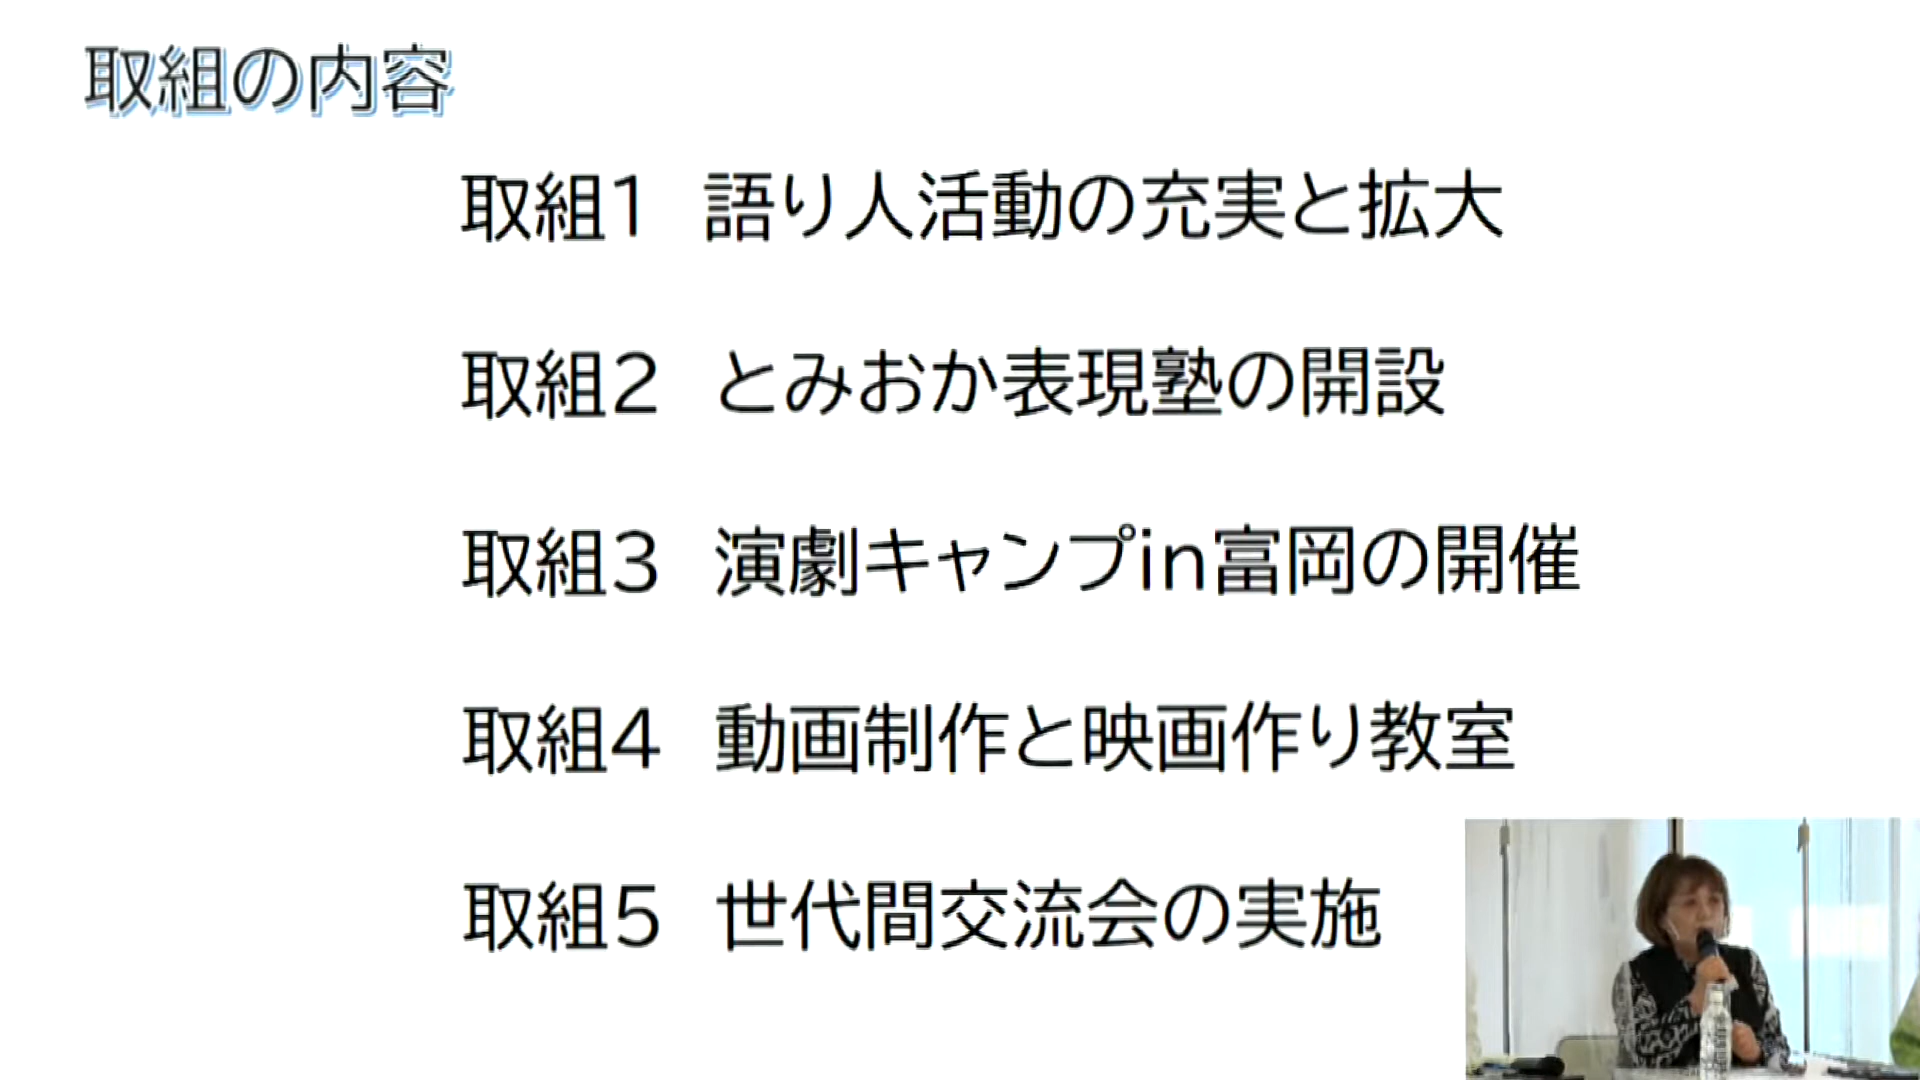 取組の内容
取組1 語り人活動の充実と拡大
取組2 とみおか表現塾の開設
取組3 演劇キャンプin富岡の開催
取組4 動画制作と映画作り教室
取組5 世代間交流会の実施